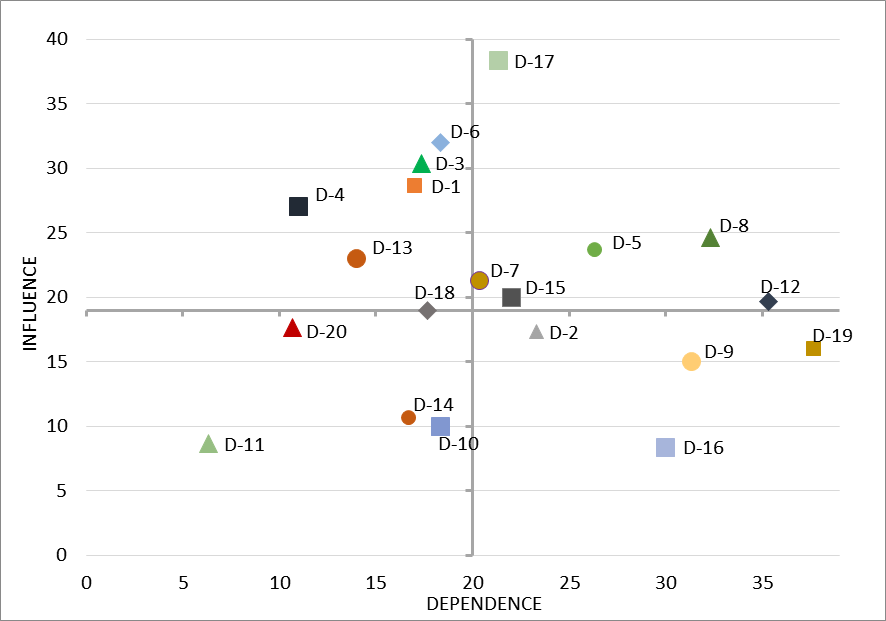 40
D-17
35
D-6
D-3
30
D-1
D-4
25
D-8
D-13
D-5
D-7
20
D-18
D-15
D-12
INFLUENCE
D-20
D-2
D-19
15
D-9
D-14
10
D-10
D-11
D-16
5
0
0 5 10 15 20 25 30 35
DEPENDENCE